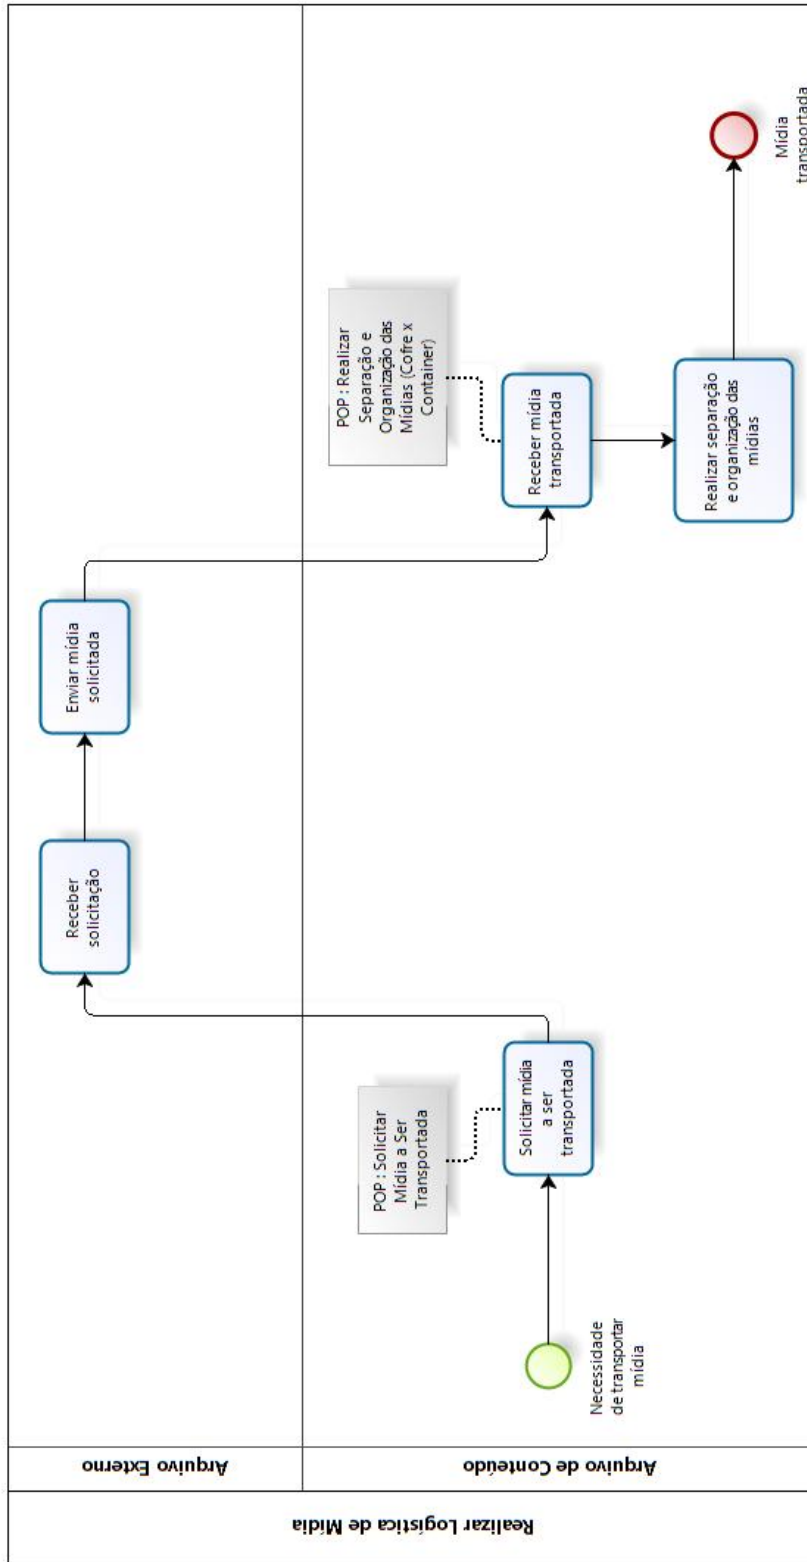 Realizar Logística de Mídia
Arquivo Externo
Arquivo de Conteúdo
Necessidade
de transportar
mídia
POP : Solicitar
Mídia a Ser
Transportada
Solicitar mídia
a ser
transportada
Receber
solicitação
Enviar mídia
solicitada
POP : Realizar
Separação e
Organização das
Mídias (Cofre x
Container)
Receber mídia
transportada
Realizar separação
e organização das
mídias
Mídia
transportada